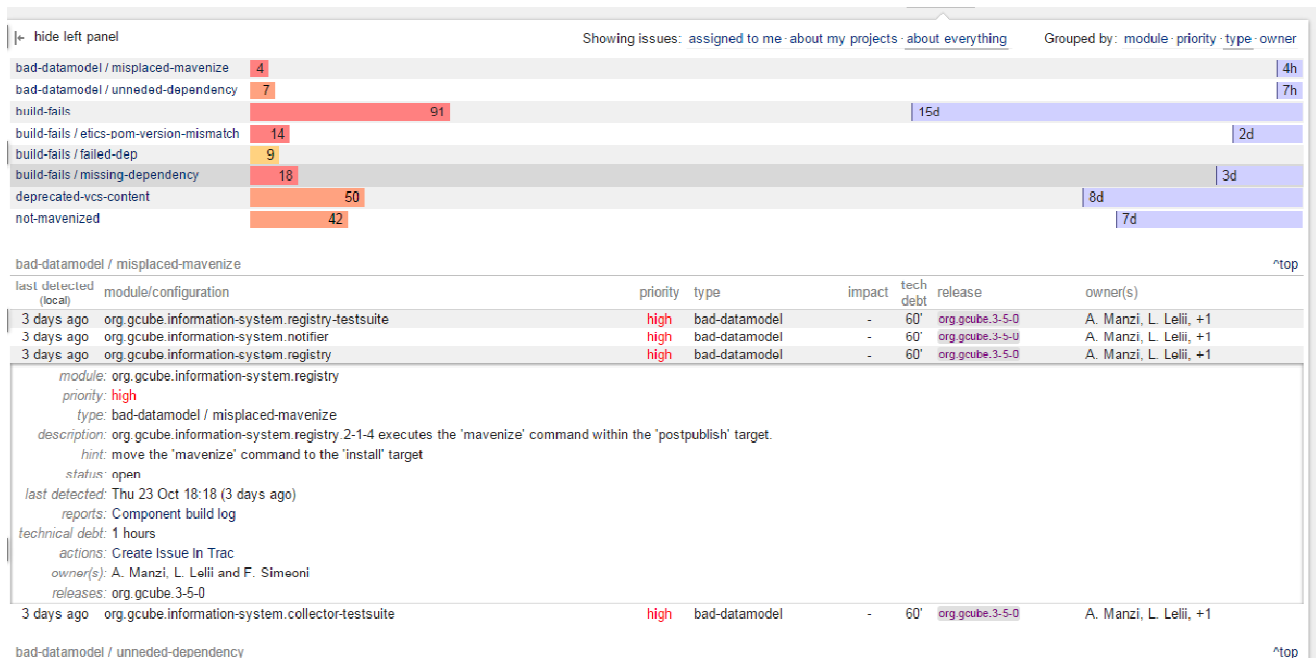 hide left panel
Showing issues: assigned to me · about my projects · about everything Grouped by: module · priority · type · owner
bad-datamodel / misplaced-mavenize 4 4h
bad-datamodel / unneded-dependency 7 7h
build-fails 91 15d
build-fails / etics-pom-version-mismatch 14 2d
build-fails / failed-dep 9
build-fails / missing-dependency 18 3d
deprecated-vcs-content 50 8d
not-mavenized 42 7d
bad-datamodel / misplaced-mavenize ^top
last detected (local) module/configuration priority type impact tech debt release owner(s)
3 days ago org.gcube.information-system.registry-testsuite high bad-datamodel - 60' org.gcube.3-5-0 A. Manzi, L. Lelii, +1
3 days ago org.gcube.information-system.notifier high bad-datamodel - 60' org.gcube.3-5-0 A. Manzi, L. Lelii, +1
3 days ago org.gcube.information-system.registry high bad-datamodel - 60' org.gcube.3-5-0 A. Manzi, L. Lelii, +1
module: org.gcube.information-system.registry
priority: high
type: bad-datamodel / misplaced-mavenize
description: org.gcube.information-system.registry.2-1-4 executes the 'mavenize' command within the 'postpublish' target.
hint: move the "mavenize" command to the "install" target
status: open
last detected: Thu 23 Oct 18:18 (3 days ago)
reports: Component build log
technical debt: 1 hours
actions: Create Issue In Trac
owner(s): A. Manzi, L. Lelii and F. Simeoni
releases: org.gcube.3-5-0
3 days ago org.gcube.information-system.collector-testsuite high bad-datamodel - 60' org.gcube.3-5-0 A. Manzi, L. Lelii, +1
bad-datamodel / unneded-dependency ^top